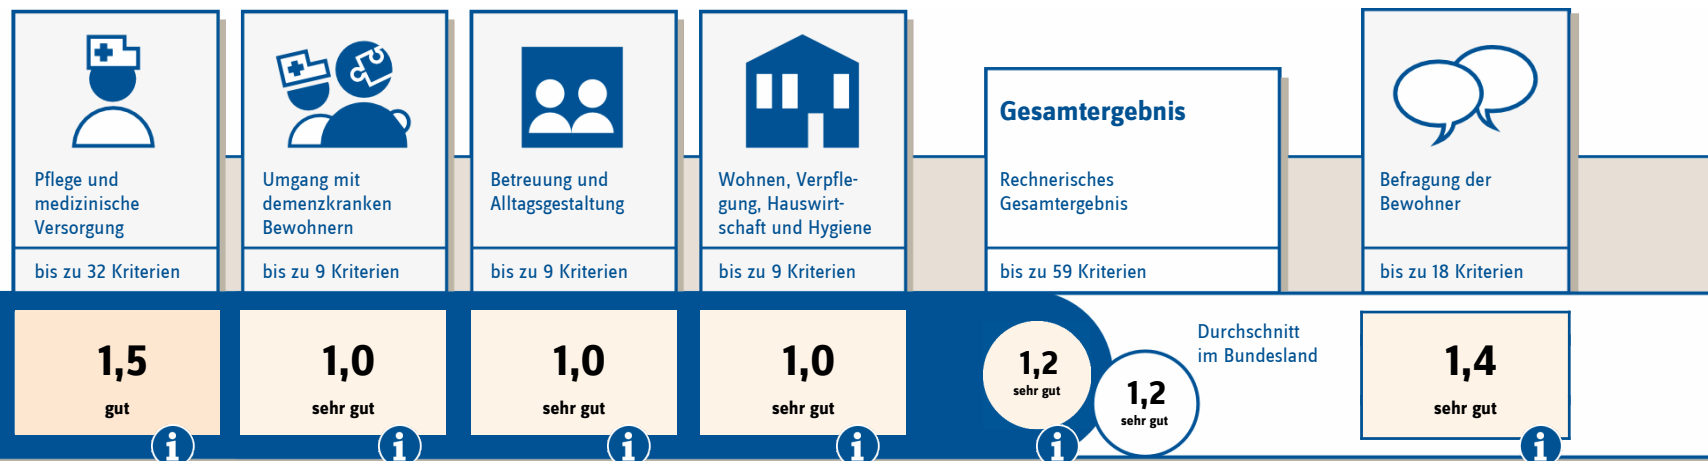 Pflege und
medizinische
Versorgung
bis zu 32 Kriterien
1,5
gut
i
Umgang mit
demenzkranken
Bewohnern
bis zu 9 Kriterien
1,0
sehr gut
i
Betreuung und
Alltagsgestaltung
bis zu 9 Kriterien
1,0
sehr gut
i
Wohnen, Verpfle-
gung, Hauswirt-
schaft und Hygiene
bis zu 9 Kriterien
1,0
sehr gut
i
Gesamtergebnis
Rechnerisches
Gesamtergebnis
bis zu 59 Kriterien
1,2
sehr gut
i
Durchschnitt
im Bundesland
1,2
sehr gut
Befragung der
Bewohner
bis zu 18 Kriterien
1,4
sehr gut
i